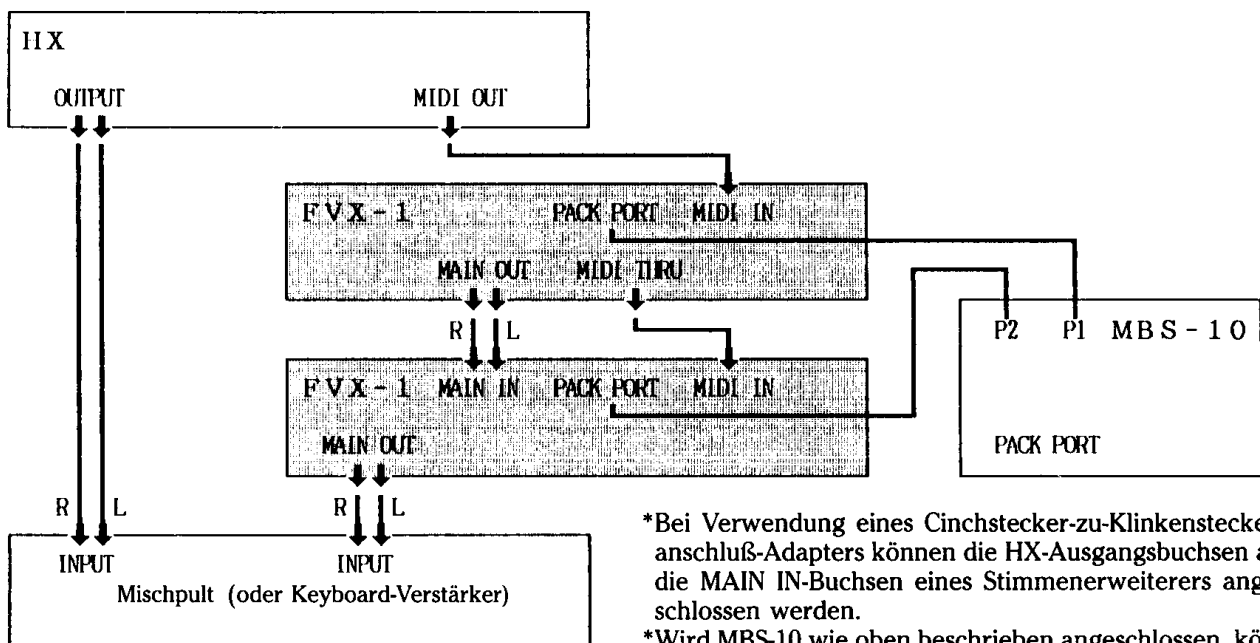 HX
OUTPUT MIDI OUT
FVX-1 PACK PORT MIDI IN
MAIN OUT MIDI THRU
R L
P2 P1 MBS-10
FVX-1 MAIN IN PACK PORT MIDI IN
MAIN OUT
PACK PORT
R L R L
INPUT INPUT
Mischpult (oder Keyboard-Verstärker)
*Bei Verwendung eines Cinchstecker-zu-Klinkenstecke
anschluß-Adapters können die HX-Ausgangsbuchsen a
die MAIN IN-Buchsen eines Stimmenerweiterers ang
schlossen werden.
*Wird MBS-10 wie oben beschrieben angeschlossen, kö